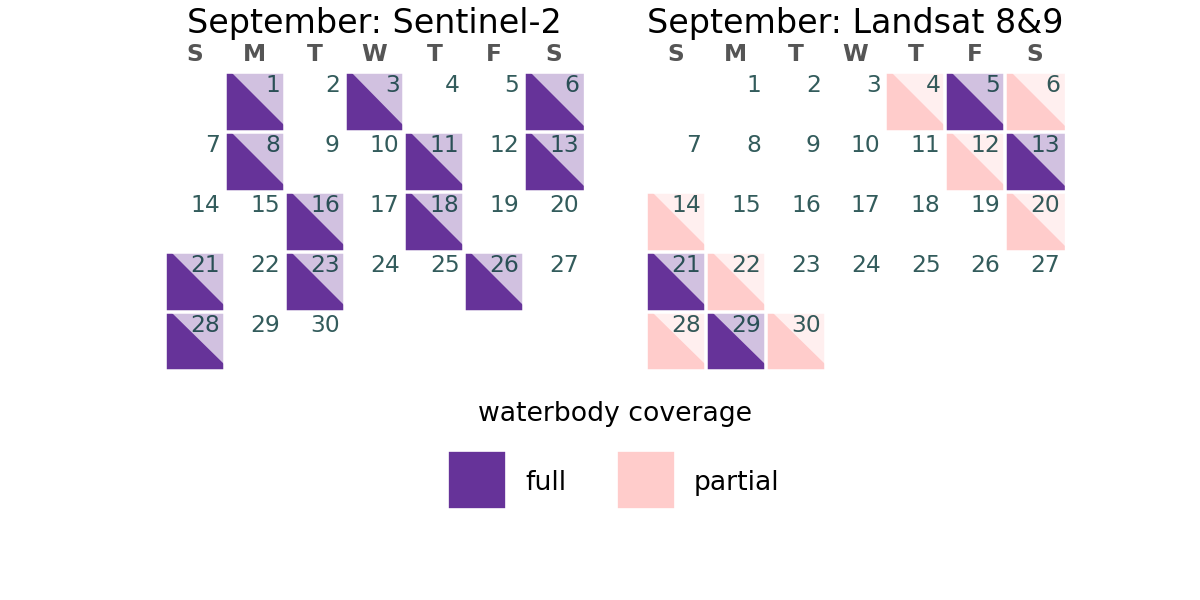 September: Sentinel-2
S M T W T F S
1 2 3 4 5 6
7 8 9 10 11 12 13
14 15 16 17 18 19 20
21 22 23 24 25 26 27
28 29 30
September: Landsat 8&9
S M T W T F S
1 2 3 4 5 6
7 8 9 10 11 12 13
14 15 16 17 18 19 20
21 22 23 24 25 26 27
28 29 30
waterbody coverage
full partial